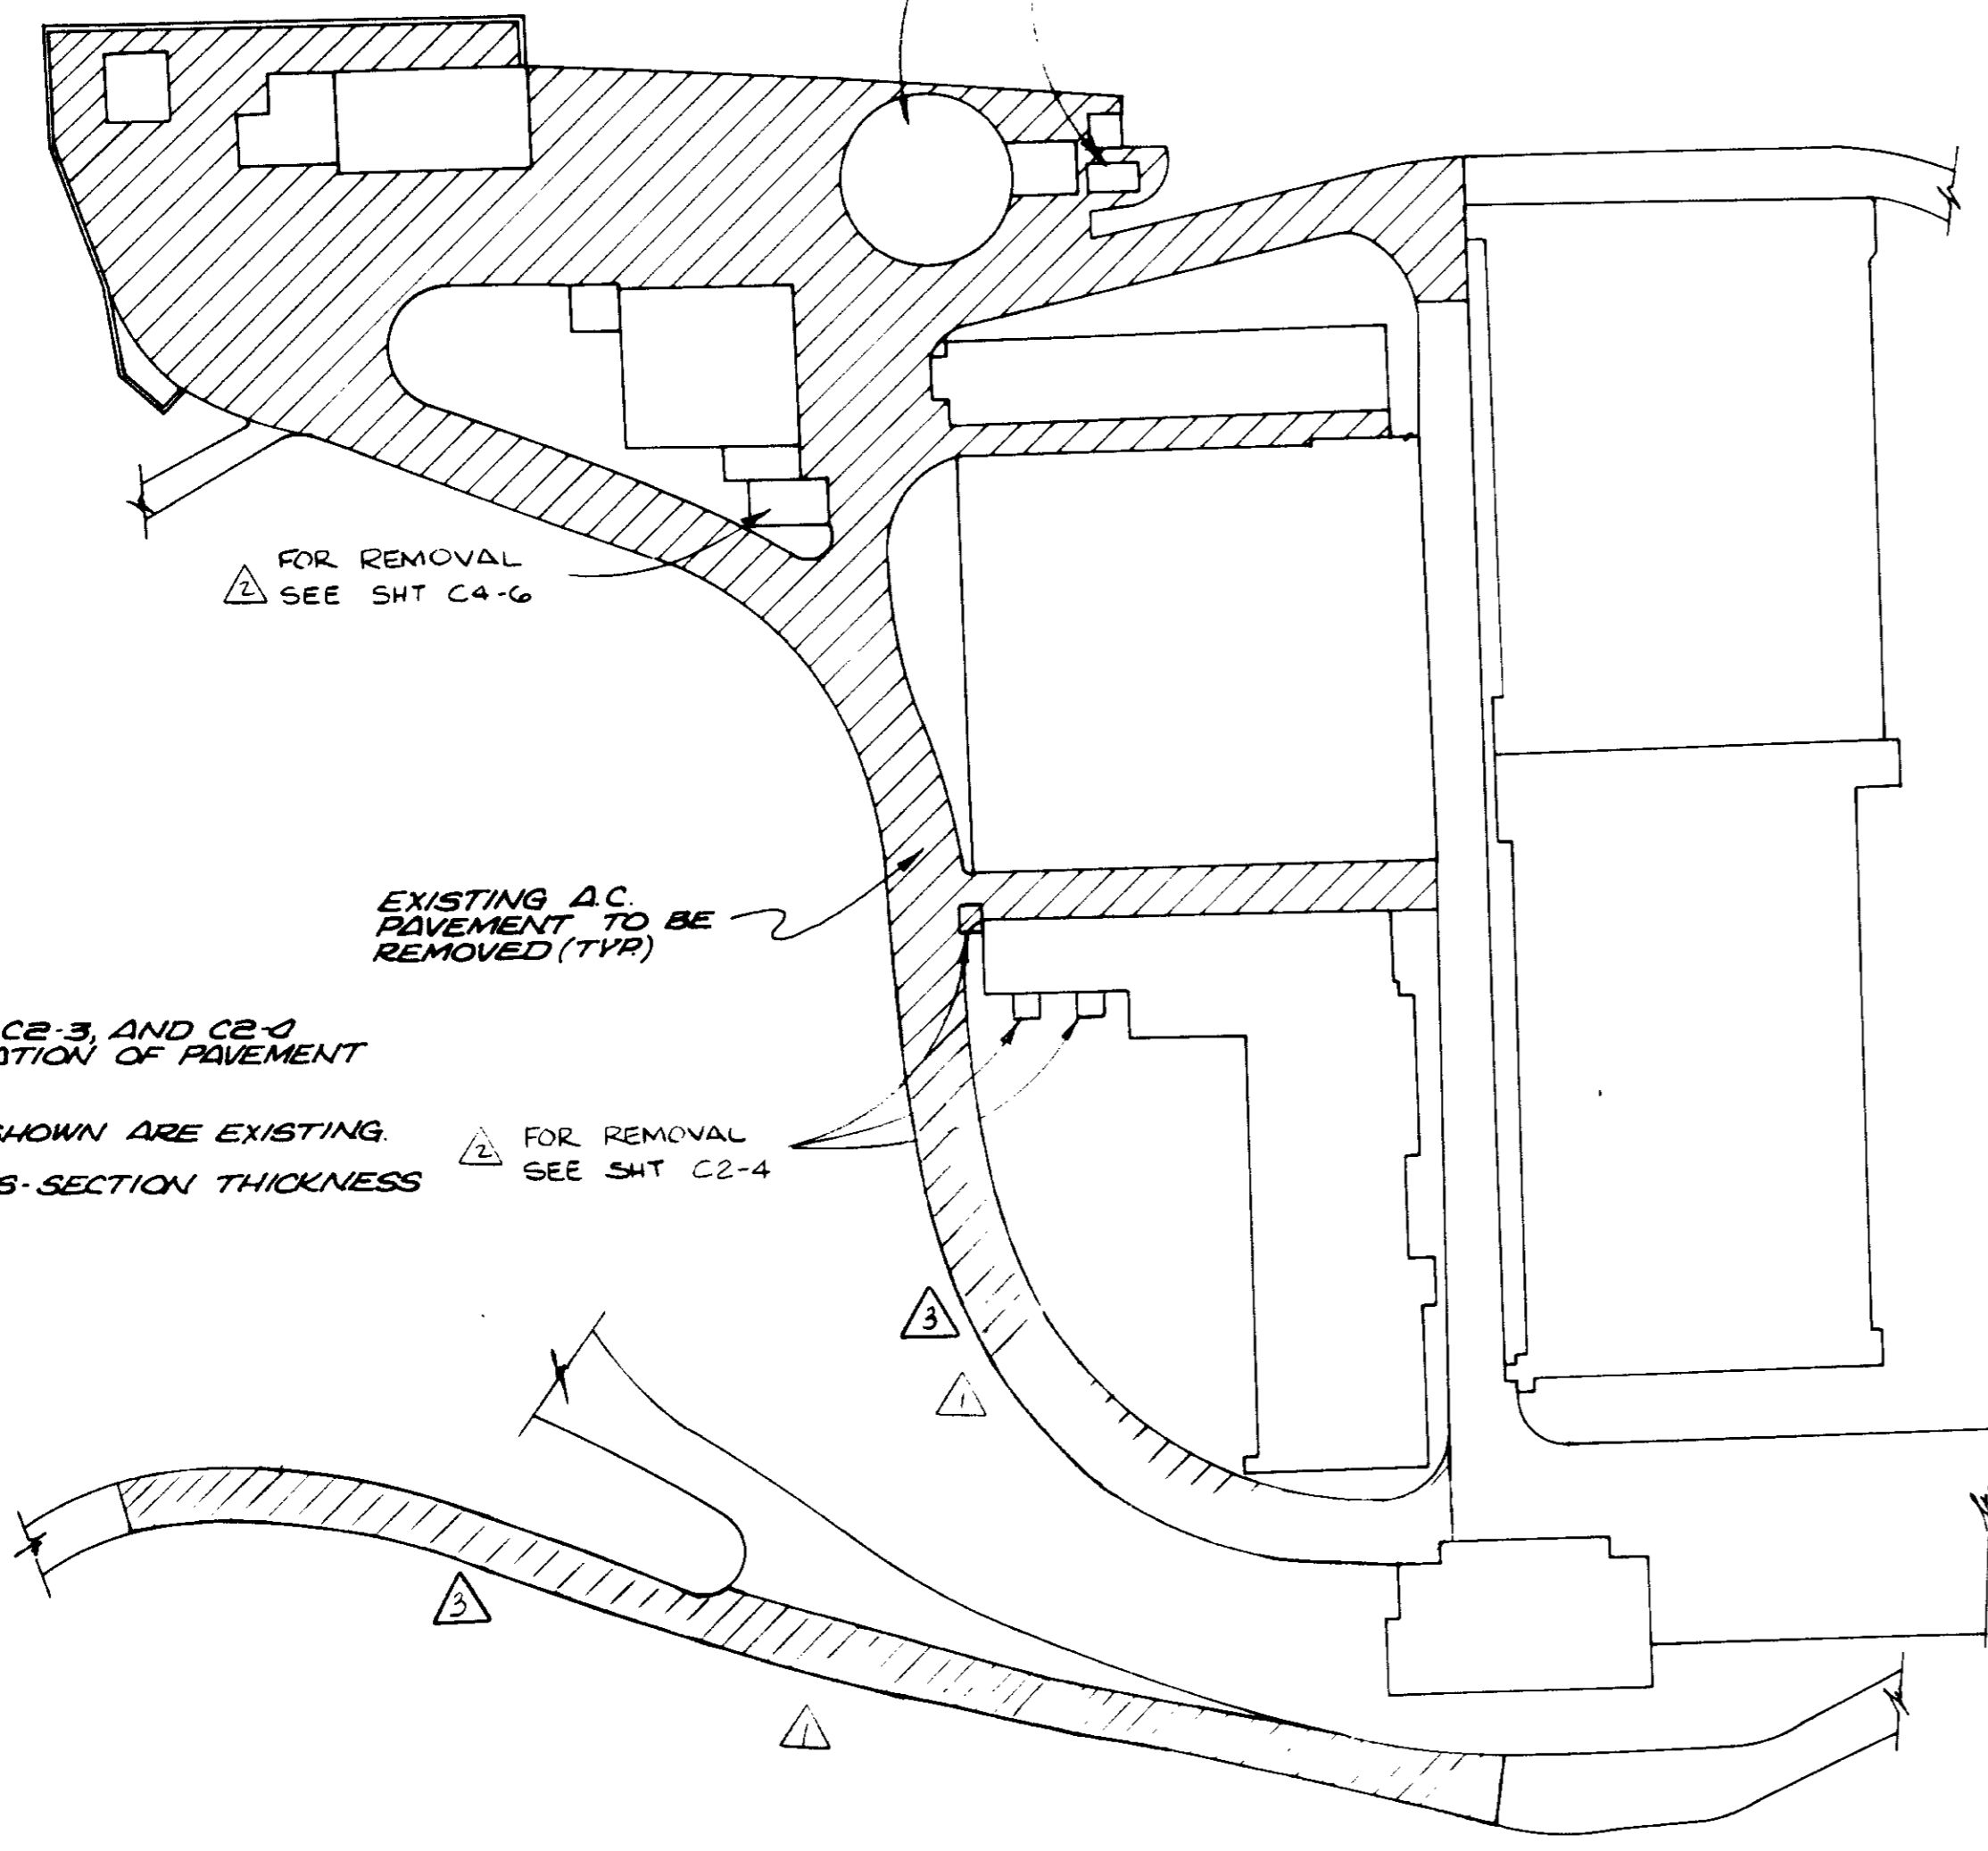 FOR REMOVAL
2 SEE SHT C4-6
EXISTING A.C.
PAVEMENT TO BE
REMOVED (TYP.)
C2-3, AND C2-4
ATION OF PAVEMENT
SHOWN ARE EXISTING.
S-SECTION THICKNESS
2 FOR REMOVAL
SEE SHT C2-4
3
1
3
1